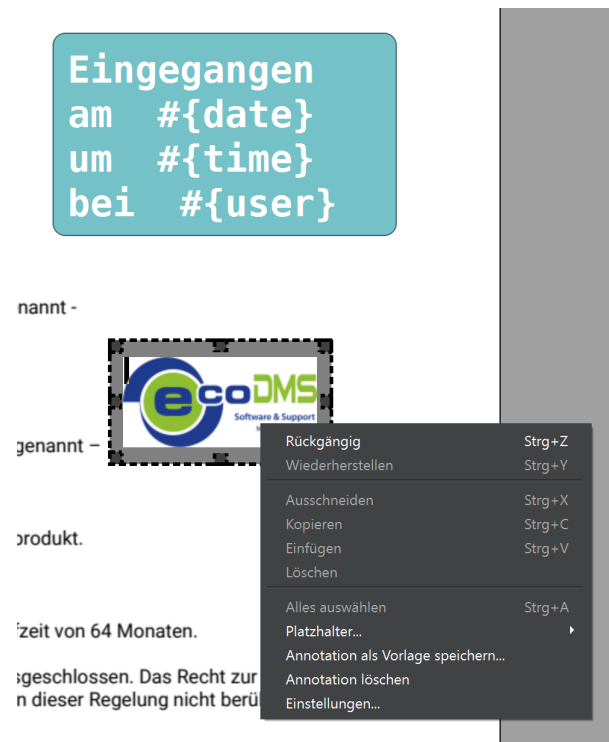 Eingegangen
am #{date}
um #{time}
bei #{user}
nannt -
ecoDMS
Software & Support
genannt –
Rückgängig Strg+Z
Wiederherstellen Strg+Y
Ausschneiden Strg+X
Kopieren Strg+C
Einfügen Strg+V
Löschen
Alles auswählen Strg+A
Platzhalter...
Annotation als Vorlage speichern...
Annotation löschen
Einstellungen...
produkt.
fzeit von 64 Monaten.
sgeschlossen. Das Recht zur
n dieser Regelung nicht berü